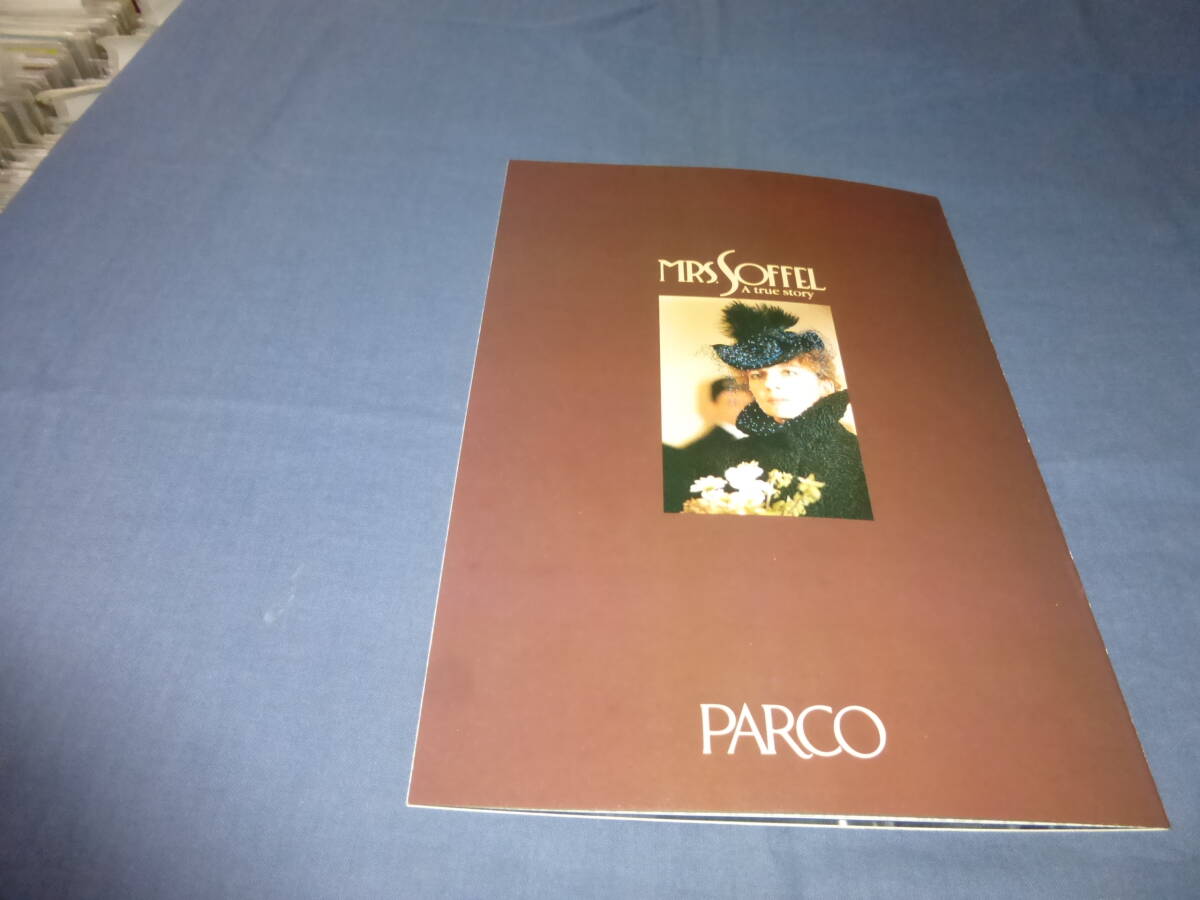 MRS. SOFFEL
A true story
PARCO